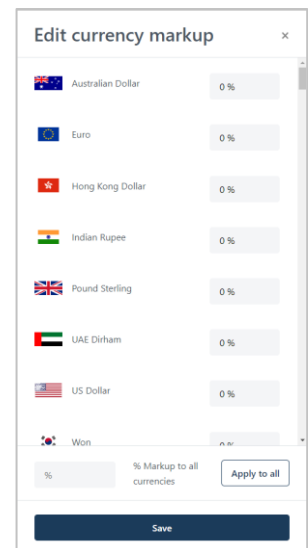 Edit currency markup ×
Australian Dollar 0 %
Euro 0 %
Hong Kong Dollar 0 %
Indian Rupee 0 %
Pound Sterling 0 %
UAE Dirham 0 %
US Dollar 0 %
Won 0 %
% % Markup to all
currencies Apply to all
Save